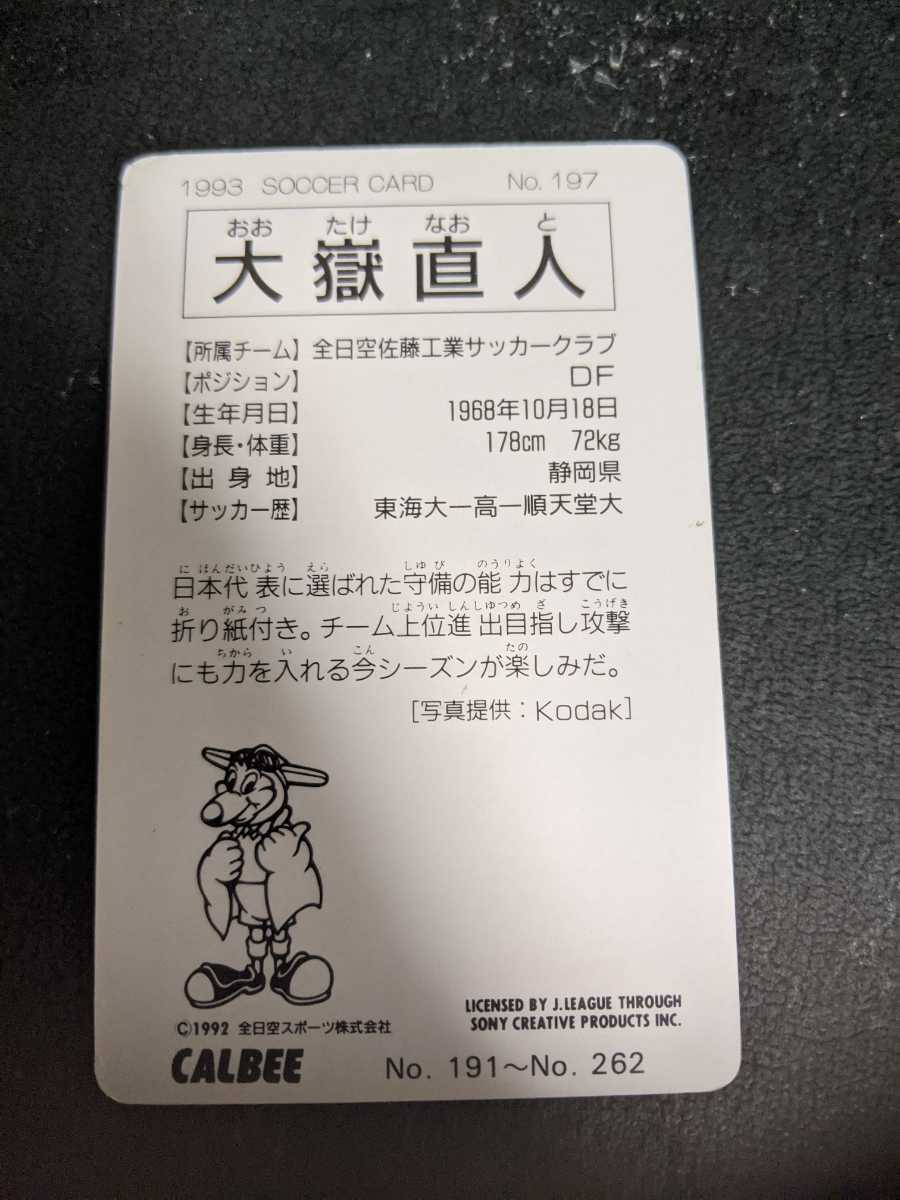 1993 SOCCER CARD No. 197
おお たけ なお と
大嶽直人
【所属チーム】 全日空佐藤工業サッカークラブ
【ポジション】 DF
【生年月日】 1968年10月18日
【身長・体重】 178cm 72kg
【出身地】 静岡県
【サッカー歴】 東海大一高ー順天堂大
に ほんだいひよう えら しゆ び のうりよく
日本代表に選ばれた守備の能力はすでに
お がみ つ じようい しんしゆつめ ざ こうげき
折り紙付き。チーム上位進出目指し攻撃
ちから い こん たの
にも力を入れる今シーズンが楽しみだ。
[写真提供:Kodak]
©1992 全日空スポーツ株式会社
LICENSED BY J.LEAGUE THROUGH
SONY CREATIVE PRODUCTS INC.
CALBEE No. 191〜No. 262